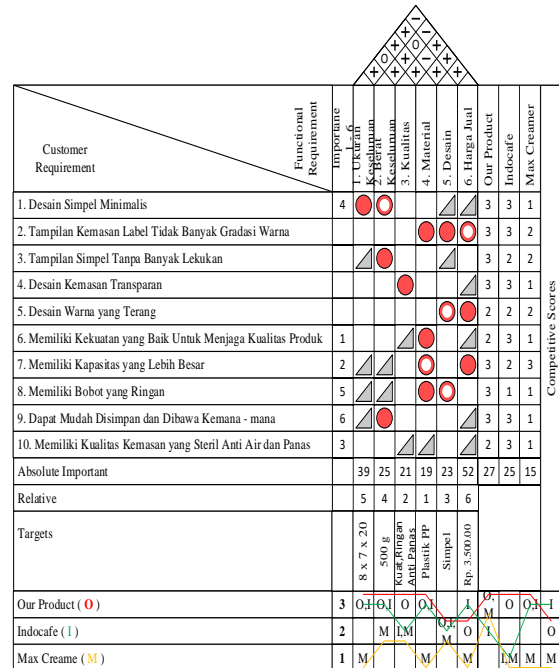 + - + 0 + + + 0 + - + + 0 + +
Customer Requirement
Functional Requirement
Importane 1 - 6
1. Ukuran Keseluruan
2. Berat Keseluruan
3. Kualitas
4. Material
5. Desain
6. Harga Jual
Our Product
Indocafe
Max Creamer
1. Desain Simpel Minimalis 4 3 3 1
2. Tampilan Kemasan Label Tidak Banyak Gradasi Warna 3 3 2
3. Tampilan Simpel Tanpa Banyak Lekukan 3 2 2
4. Desain Kemasan Transparan 3 3 1
5. Desain Warna yang Terang 2 2 2
6. Memiliki Kekuatan yang Baik Untuk Menjaga Kualitas Produk 1 2 3 1
7. Memiliki Kapasitas yang Lebih Besar 2 3 2 3
8. Memiliki Bobot yang Ringan 5 3 1 1
9. Dapat Mudah Disimpan dan Dibawa Kemana - mana 6 3 3 1
10. Memiliki Kualitas Kemasan yang Steril Anti Air dan Panas 3 2 3 1
Competitive Scores
Absolute Important 39 25 21 19 23 52 27 25 15
Relative 5 4 2 1 3 6
Targets
8 x 7 x 20
500 g
Kuat,Ringan Anti Panas
Plastik PP
Simpel
Rp. 3.500.00
Our Product ( O ) 3 O,I O,I O O,I I O, M O O,I I
Indocafe ( I ) 2 M I,M O,I, M O I O
Max Creame ( M ) 1 M M M I,M M M